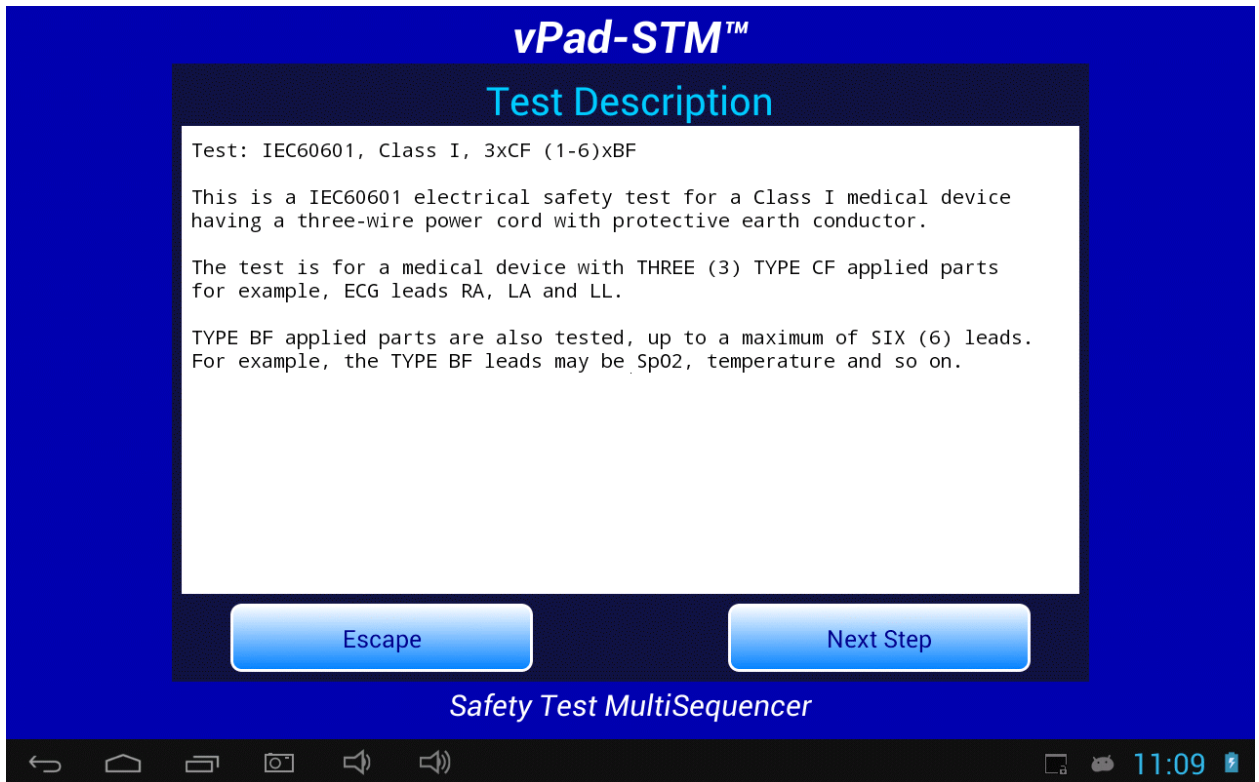 vPad-STM™
Test Description
Test: IEC60601, Class I, 3xCF (1-6)xBF
This is a IEC60601 electrical safety test for a Class I medical device
having a three-wire power cord with protective earth conductor.
The test is for a medical device with THREE (3) TYPE CF applied parts
for example, ECG leads RA, LA and LL.
TYPE BF applied parts are also tested, up to a maximum of SIX (6) leads.
For example, the TYPE BF leads may be SpO2, temperature and so on.
Escape
Next Step
Safety Test MultiSequencer
11:09